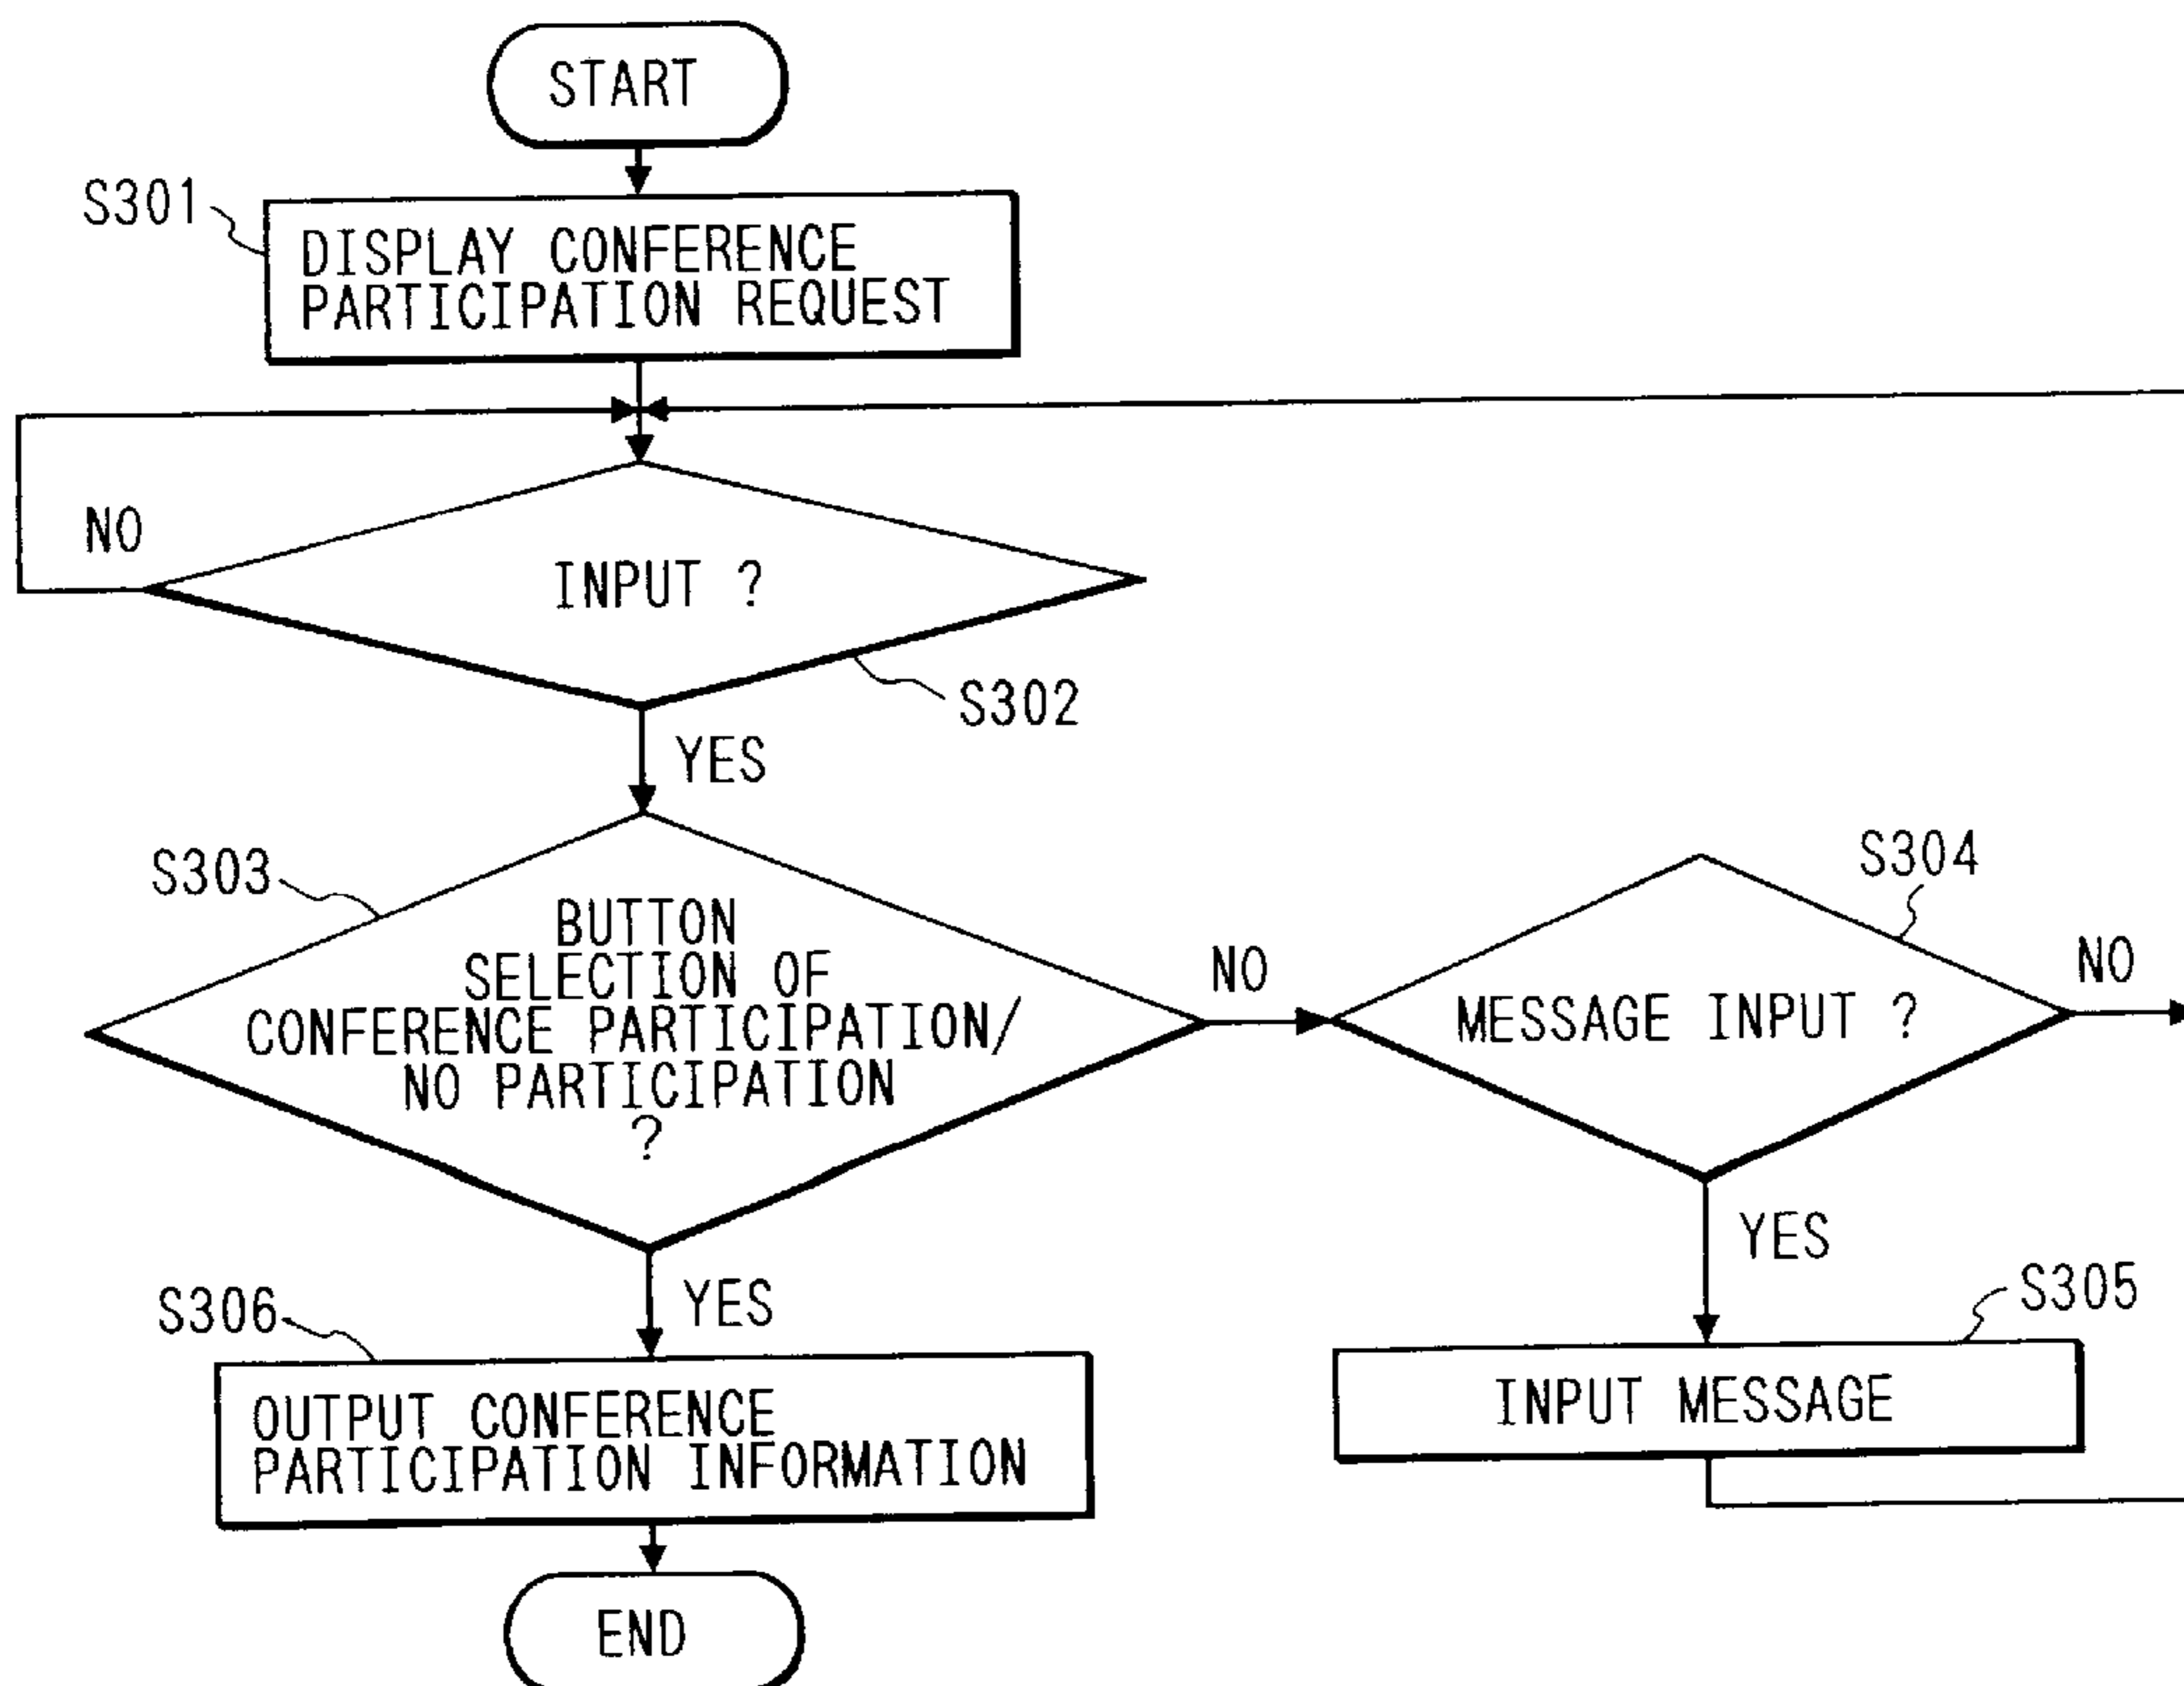 START
S301
DISPLAY CONFERENCE
PARTICIPATION REQUEST
NO
INPUT ?
S302
YES
S303
BUTTON
SELECTION OF
CONFERENCE PARTICIPATION/
NO PARTICIPATION
?
NO
S304
MESSAGE INPUT ?
NO
YES
S305
INPUT MESSAGE
YES
S306
OUTPUT CONFERENCE
PARTICIPATION INFORMATION
END